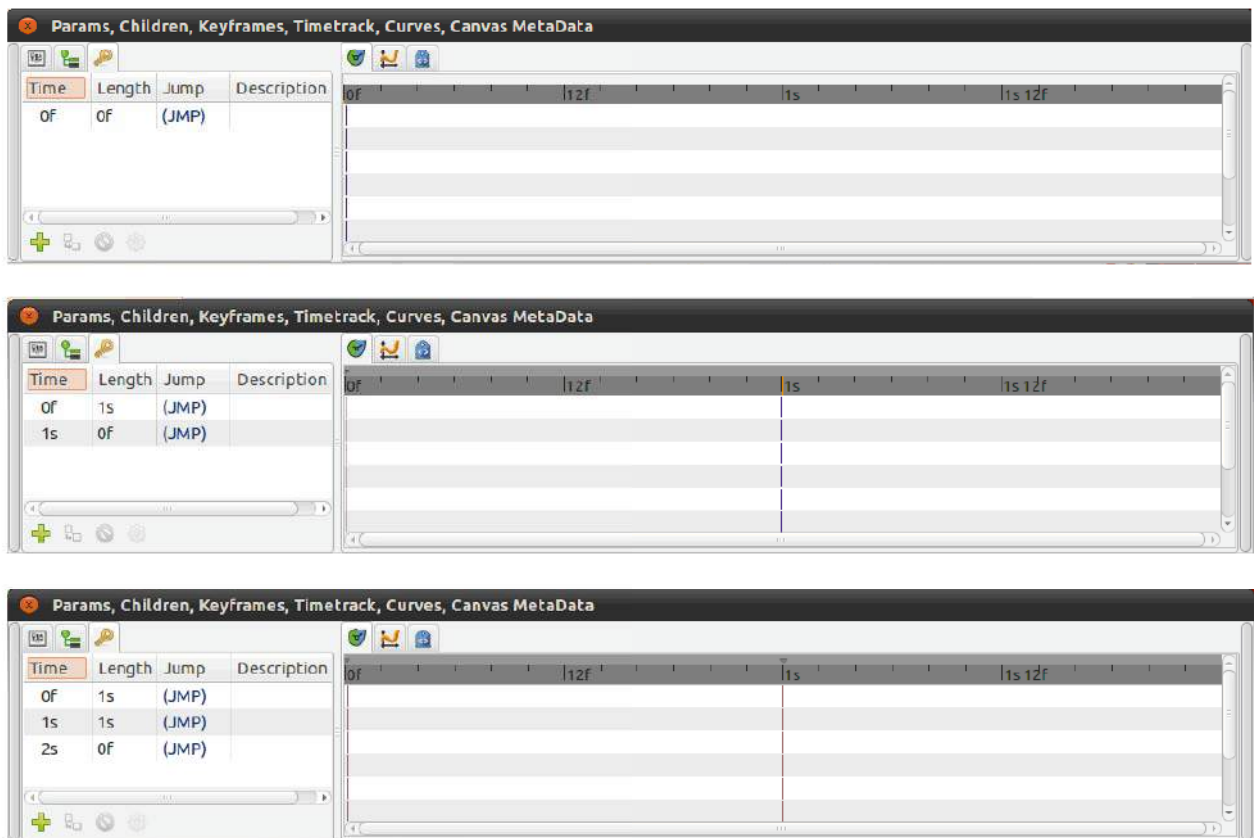 Params, Children, Keyframes, Timetrack, Curves, Canvas MetaData
Time Length Jump Description 0f 12f 1s 1s 12f
0f 0f (JMP)
Params, Children, Keyframes, Timetrack, Curves, Canvas MetaData
Time Length Jump Description 0f 12f 1s 1s 12f
0f 1s (JMP)
1s 0f (JMP)
Params, Children, Keyframes, Timetrack, Curves, Canvas MetaData
Time Length Jump Description 0f 12f 1s 1s 12f
0f 1s (JMP)
1s 1s (JMP)
2s 0f (JMP)